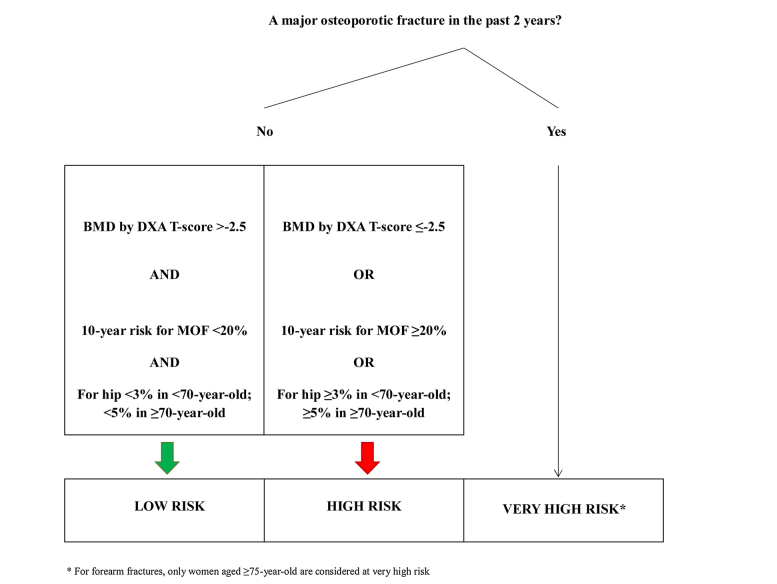 A major osteoporotic fracture in the past 2 years?
No
Yes
BMD by DXA T-score >-2.5
AND
10-year risk for MOF <20%
AND
For hip <3% in <70-year-old;
<5% in ≥70-year-old
BMD by DXA T-score ≤-2.5
OR
10-year risk for MOF ≥20%
OR
For hip ≥3% in <70-year-old;
≥5% in ≥70-year-old
LOW RISK
HIGH RISK
VERY HIGH RISK*
* For forearm fractures, only women aged ≥75-year-old are considered at very high risk